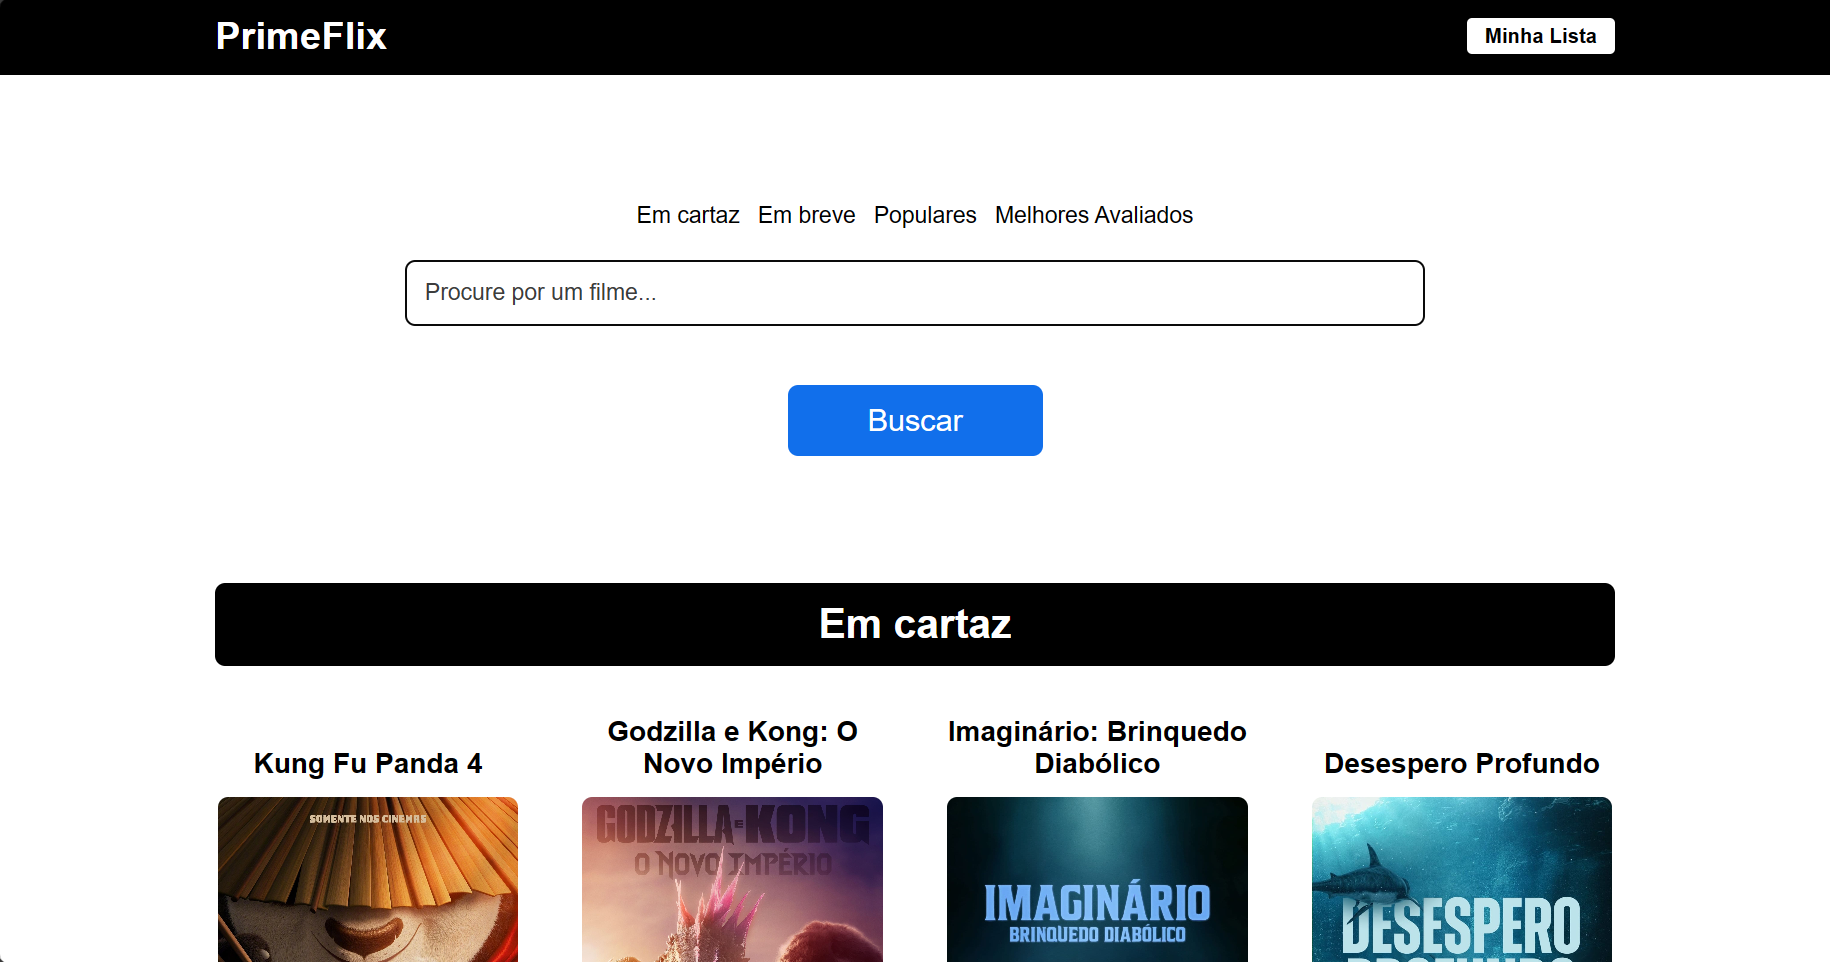 PrimeFlix
Minha Lista
Em cartaz
Em breve
Populares
Melhores Avaliados
Procure por um filme...
Buscar
Em cartaz
Kung Fu Panda 4
Godzilla e Kong: O
Novo Império
Imaginário: Brinquedo
Diabólico
Desespero Profundo
SOMENTE NOS CINEMAS
GODZILLA E KONG
O NOVO IMPÉRIO
IMAGINÁRIO
BRINQUEDO DIABÓLICO
DESESPERO
PROFUNDO